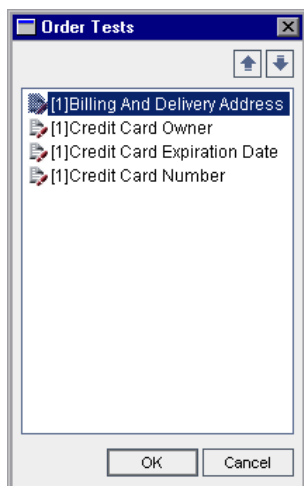 Order Tests
[1]Billing And Delivery Address
[1]Credit Card Owner
[1]Credit Card Expiration Date
[1]Credit Card Number
OK Cancel